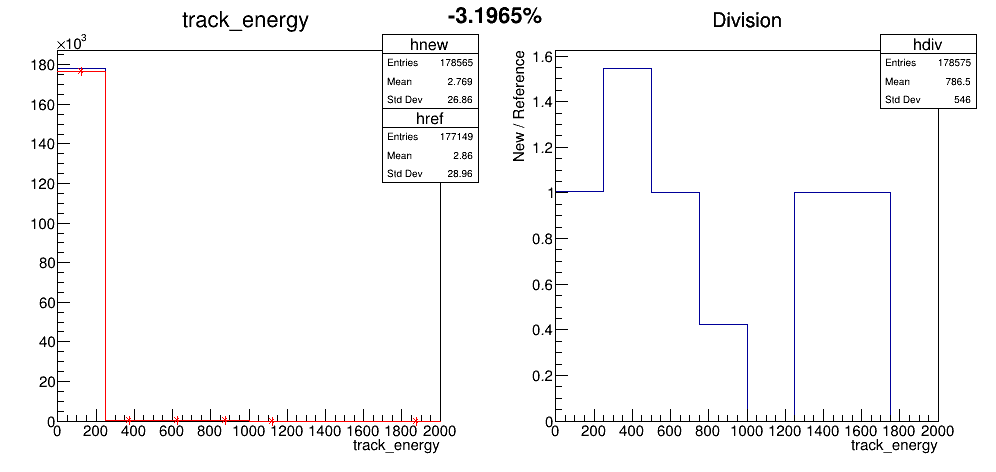 -3.1965%
track_energy
×10³
hnew
Entries 178565
Mean 2.769
Std Dev 26.86
href
Entries 177149
Mean 2.86
Std Dev 28.96
180
160
140
120
100
80
60
40
20
0
0 200 400 600 800 1000 1200 1400 1600 1800 2000
track_energy
Division
hdiv
Entries 178575
Mean 786.5
Std Dev 546
New / Reference
1.6
1.4
1.2
1
0.8
0.6
0.4
0.2
0
0 200 400 600 800 1000 1200 1400 1600 1800 2000
track_energy